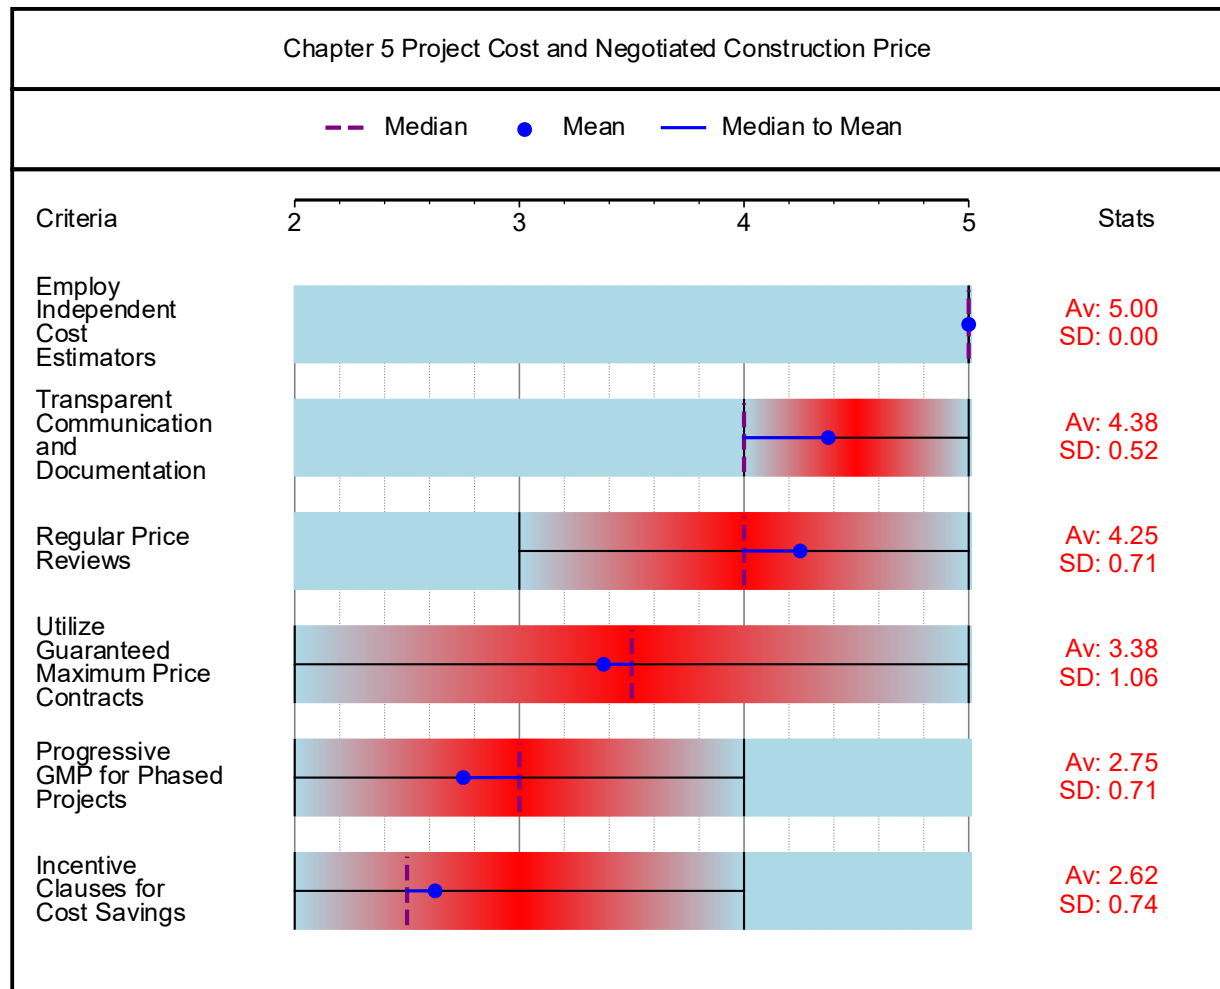 Chapter 5 Project Cost and Negotiated Construction Price
Median Mean Median to Mean
Criteria 2 3 4 5 Stats
Employ
Independent
Cost
Estimators
Av: 5.00
SD: 0.00
Transparent
Communication
and
Documentation
Av: 4.38
SD: 0.52
Regular Price
Reviews
Av: 4.25
SD: 0.71
Utilize
Guaranteed
Maximum Price
Contracts
Av: 3.38
SD: 1.06
Progressive
GMP for Phased
Projects
Av: 2.75
SD: 0.71
Incentive
Clauses for
Cost Savings
Av: 2.62
SD: 0.74